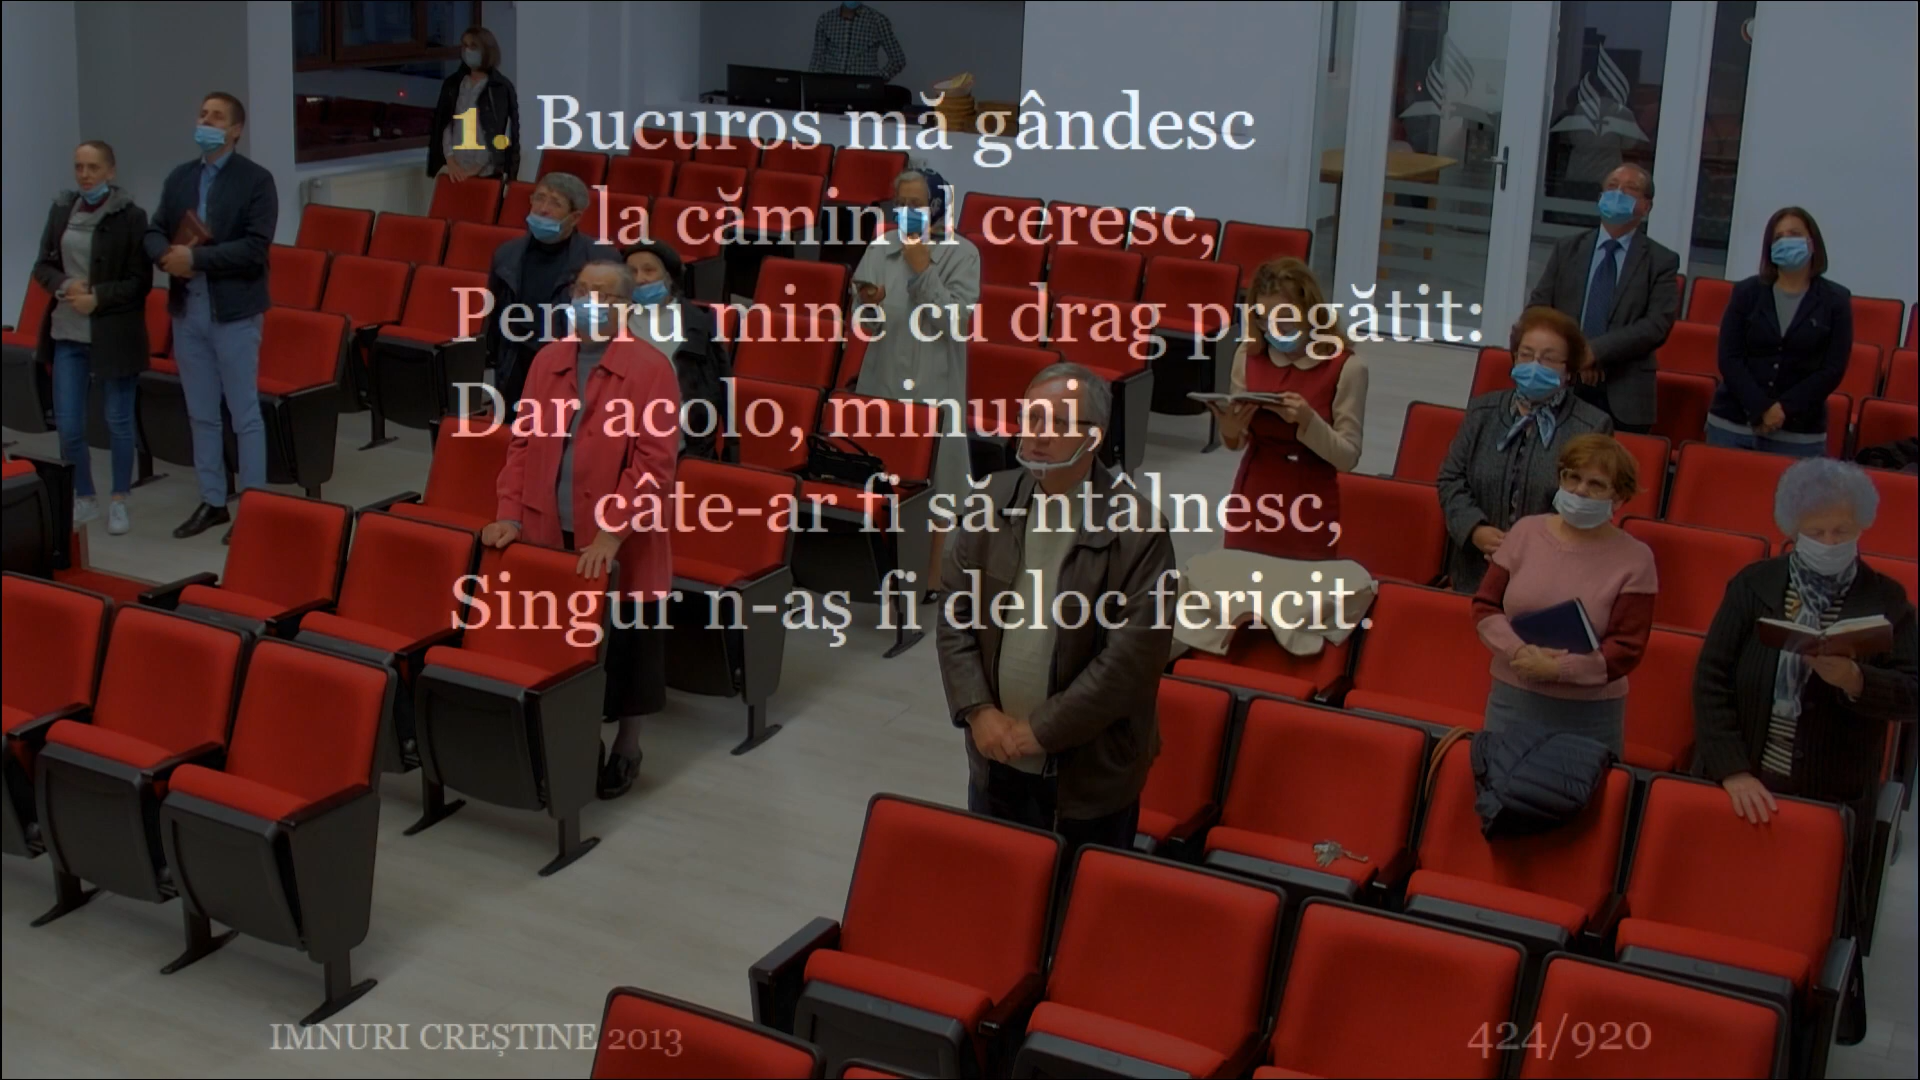 1. Bucuros mă gândesc
la căminul ceresc,
Pentru mine cu drag pregătit:
Dar acolo, minuni,
câte-ar fi să-ntâlnesc,
Singur n-aş fi deloc fericit.
IMNURI CREȘTINE 2013
424/920